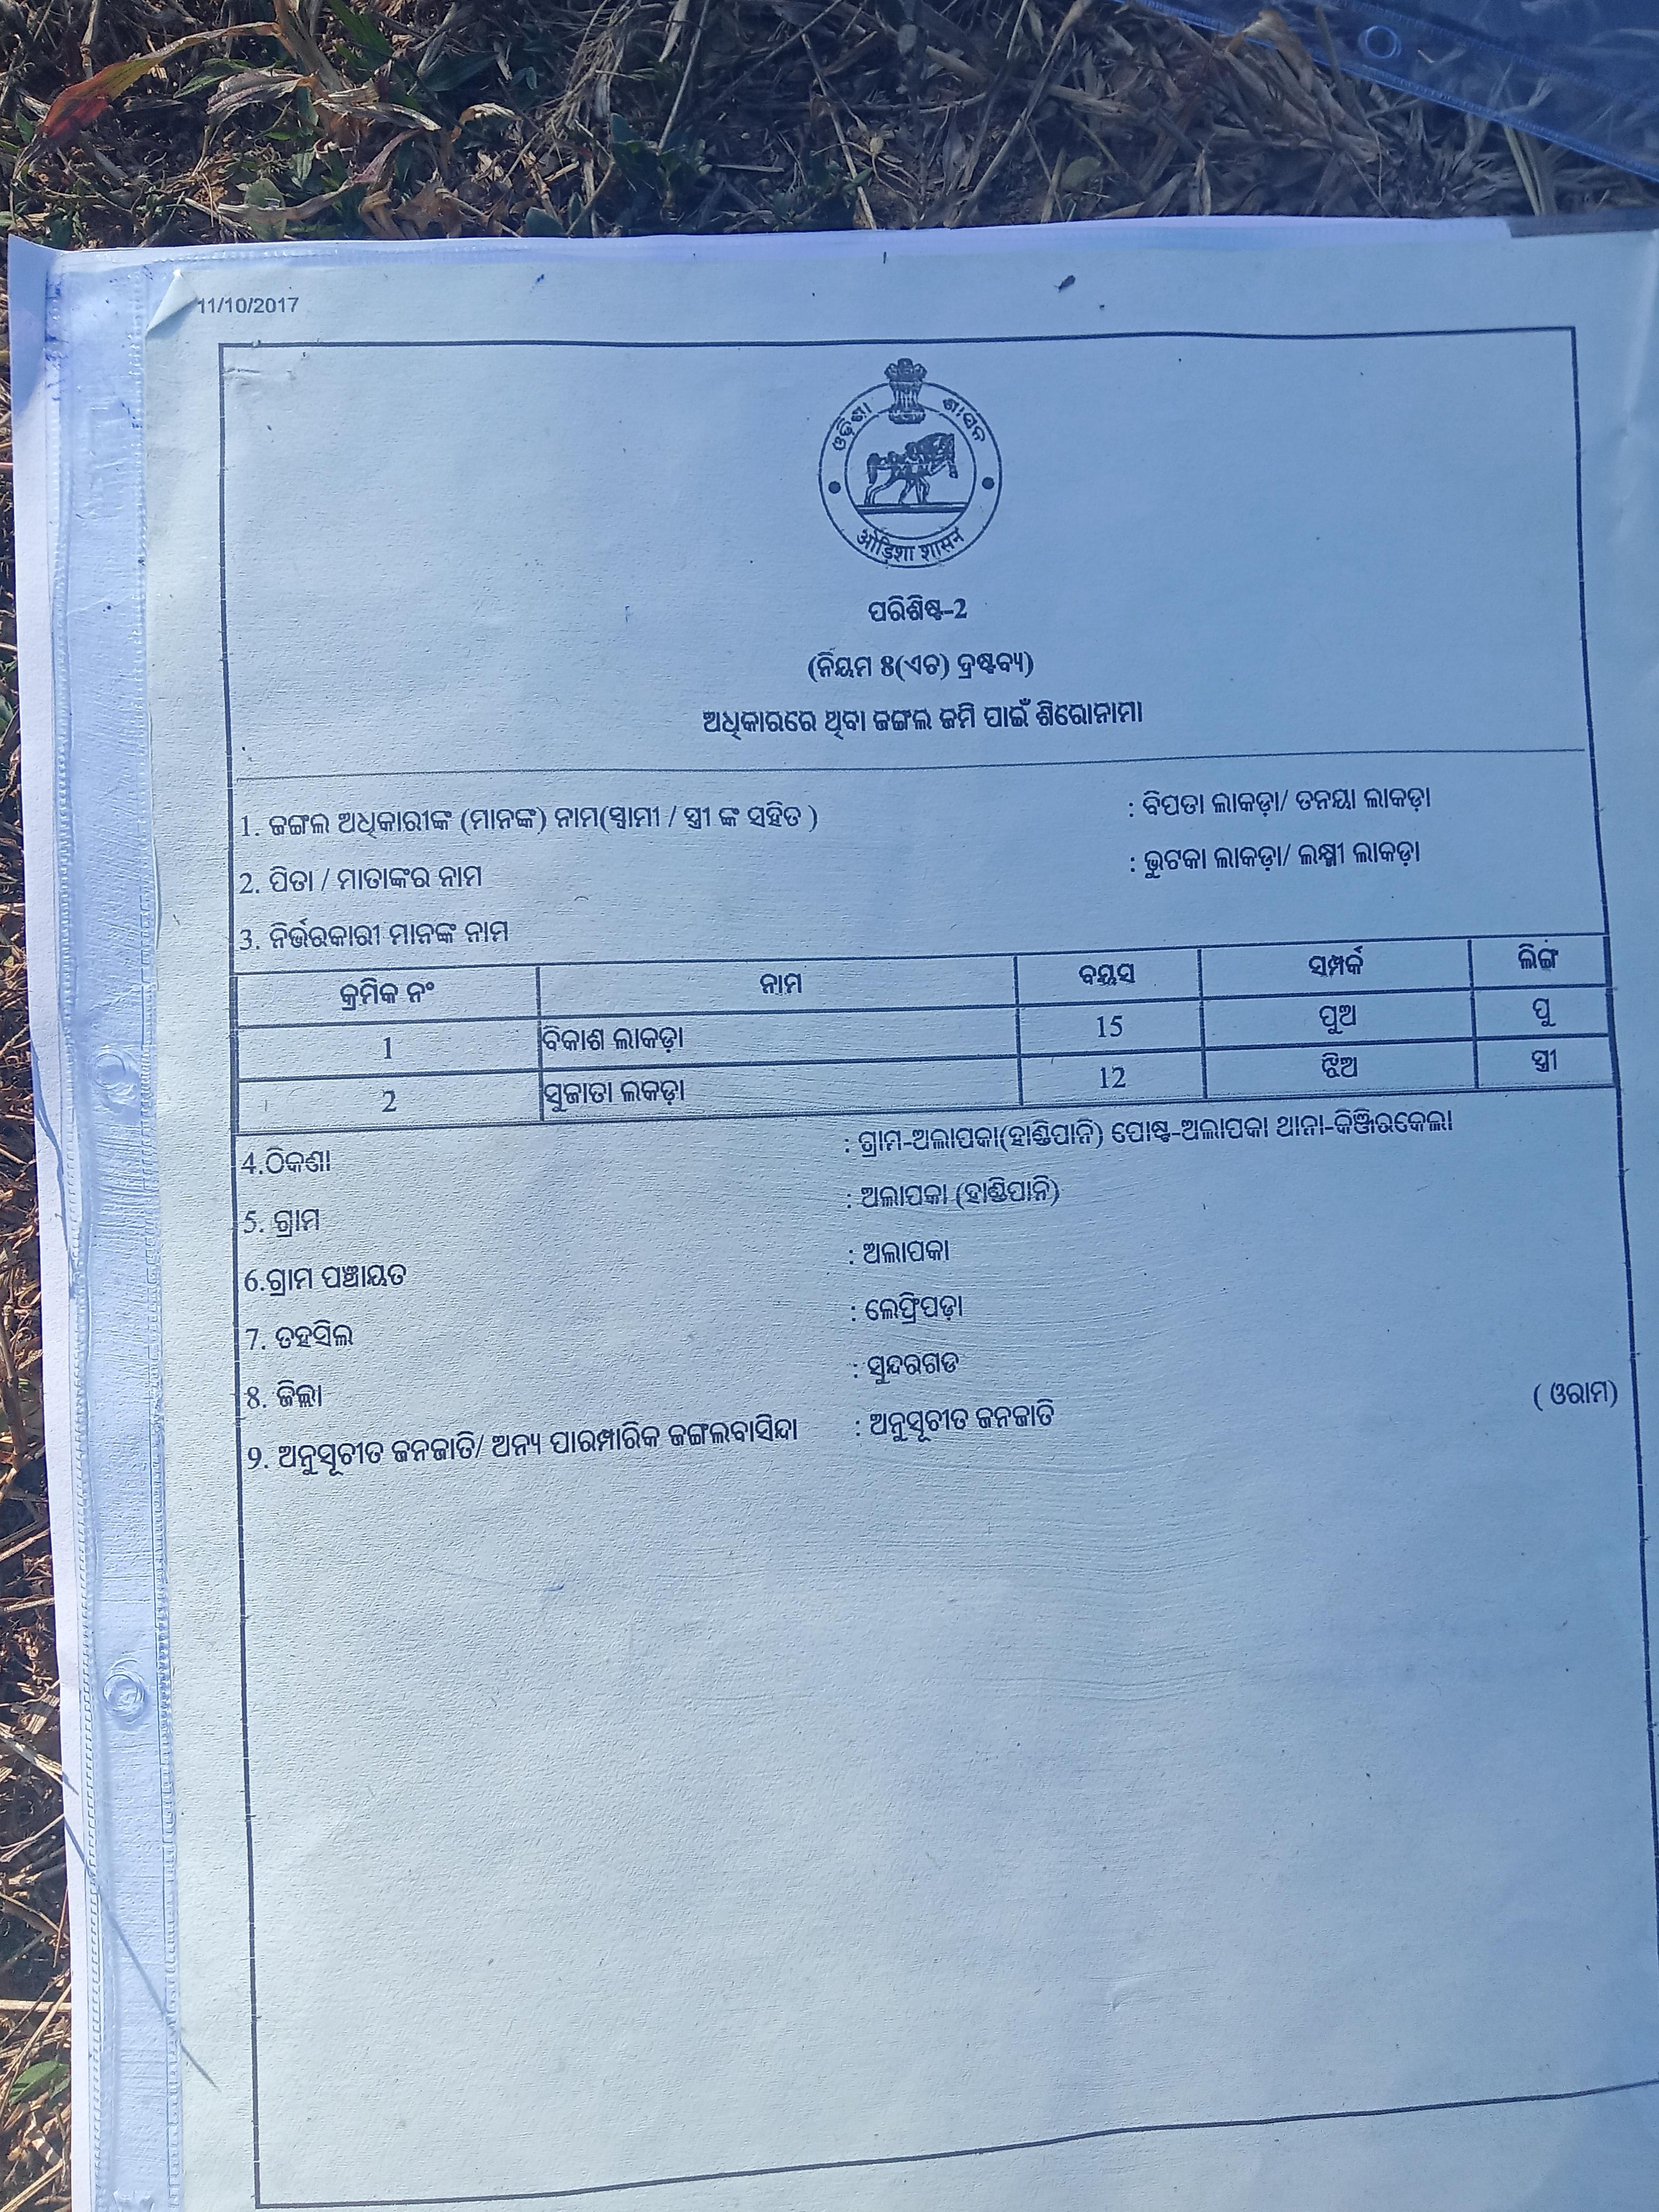 11/10/2017
ଓଡ଼ିଶା ଶାସନ
ओड़िशा शासन
ପରିଶିଷ୍ଟ-2
(ନିୟମ ୫(ଏଚ) ଦ୍ରଷ୍ଟବ୍ୟ)
ଅଧିକାରରେ ଥିବା ଜଙ୍ଗଲ ଜମି ପାଇଁ ଶିରୋନାମା
1. ଜଙ୍ଗଲ ଅଧିକାରୀଙ୍କ (ମାନଙ୍କ) ନାମ(ସ୍ଵାମୀ / ସ୍ତ୍ରୀ ଙ୍କ ସହିତ ) : ବିପତା ଲାକଡ଼ା/ ତନୟା ଲାକଡ଼ା
2. ପିତା / ମାତାଙ୍କର ନାମ : ଭୁଟକା ଲାକଡ଼ା/ ଲକ୍ଷ୍ମୀ ଲାକଡ଼ା
3. ନିର୍ଭରକାରୀ ମାନଙ୍କ ନାମ
କ୍ରମିକ ନଂ ନାମ ବୟସ ସମ୍ପର୍କ ଲିଙ୍ଗ
1 ବିକାଶ ଲାକଡ଼ା 15 ପୁଅ ପୁ
2 ସୁଜାତା ଲକଡ଼ା 12 ଝିଅ ସ୍ତ୍ରୀ
4.ଠିକଣା : ଗ୍ରାମ-ଅଲାପକା(ହାଣ୍ଡିପାନି) ପୋଷ୍ଟ-ଅଲାପକା ଥାନା-କିଞ୍ଜିରକେଲା
5. ଗ୍ରାମ : ଅଲାପକା (ହାଣ୍ଡିପାନି)
6.ଗ୍ରାମ ପଞ୍ଚାୟତ : ଅଲାପକା
7. ତହସିଲ : ଲେଫ୍ରିପଡ଼ା
8. ଜିଲ୍ଲା : ସୁନ୍ଦରଗଡ
9. ଅନୁସୂଚୀତ ଜନଜାତି/ ଅନ୍ୟ ପାରମ୍ପାରିକ ଜଙ୍ଗଲବାସିନ୍ଦା : ଅନୁସୂଚୀତ ଜନଜାତି ( ଓରାମ)